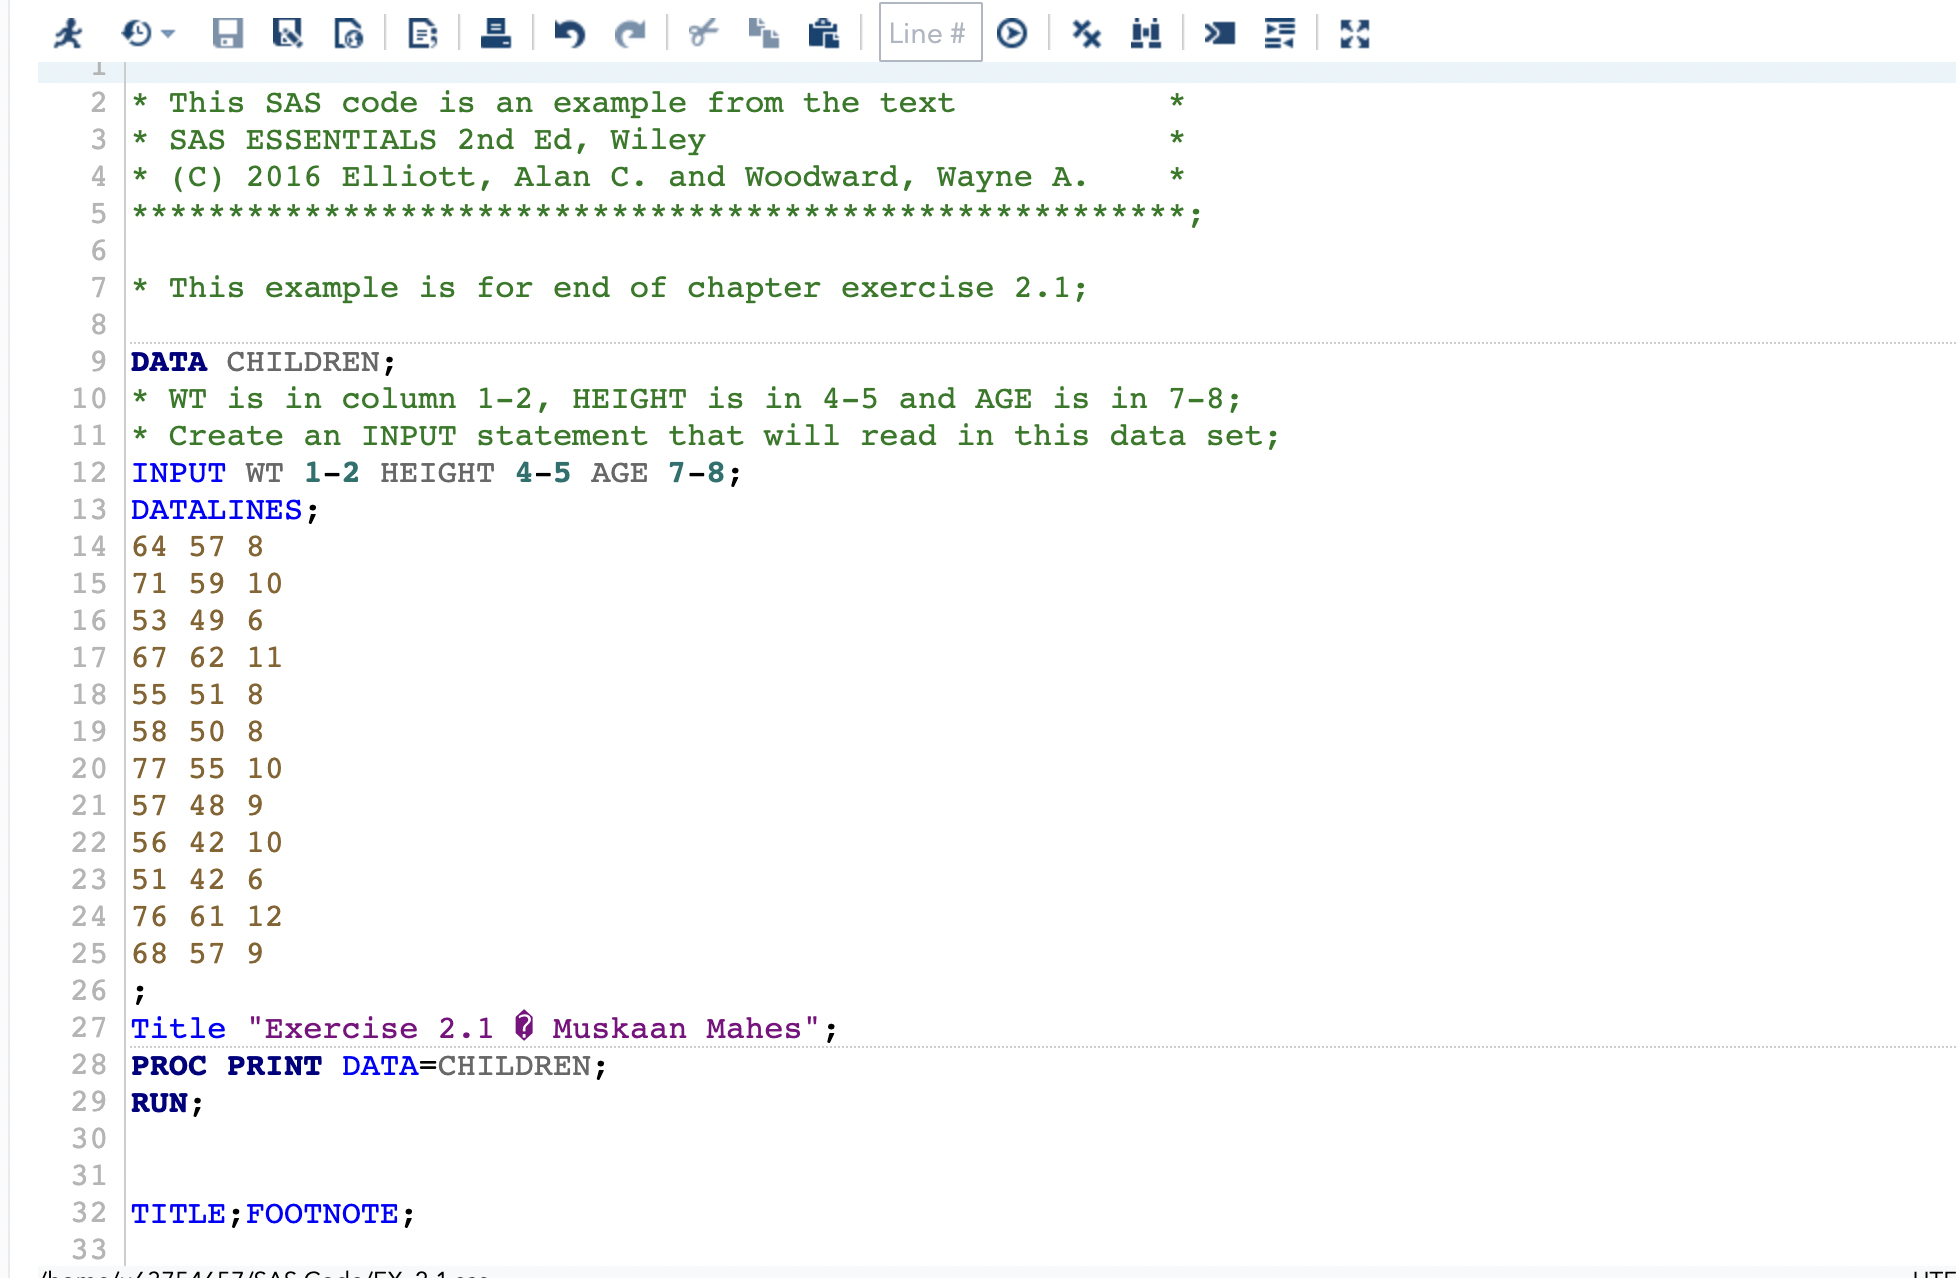 Line #
1
2 * This SAS code is an example from the text *
3 * SAS ESSENTIALS 2nd Ed, Wiley *
4 * (C) 2016 Elliott, Alan C. and Woodward, Wayne A. *
5 *******************************************************;
6
7 * This example is for end of chapter exercise 2.1;
8
9 DATA CHILDREN;
10 * WT is in column 1-2, HEIGHT is in 4-5 and AGE is in 7-8;
11 * Create an INPUT statement that will read in this data set;
12 INPUT WT 1-2 HEIGHT 4-5 AGE 7-8;
13 DATALINES;
14 64 57 8
15 71 59 10
16 53 49 6
17 67 62 11
18 55 51 8
19 58 50 8
20 77 55 10
21 57 48 9
22 56 42 10
23 51 42 6
24 76 61 12
25 68 57 9
26 ;
27 Title "Exercise 2.1 � Muskaan Mahes";
28 PROC PRINT DATA=CHILDREN;
29 RUN;
30
31
32 TITLE;FOOTNOTE;
33